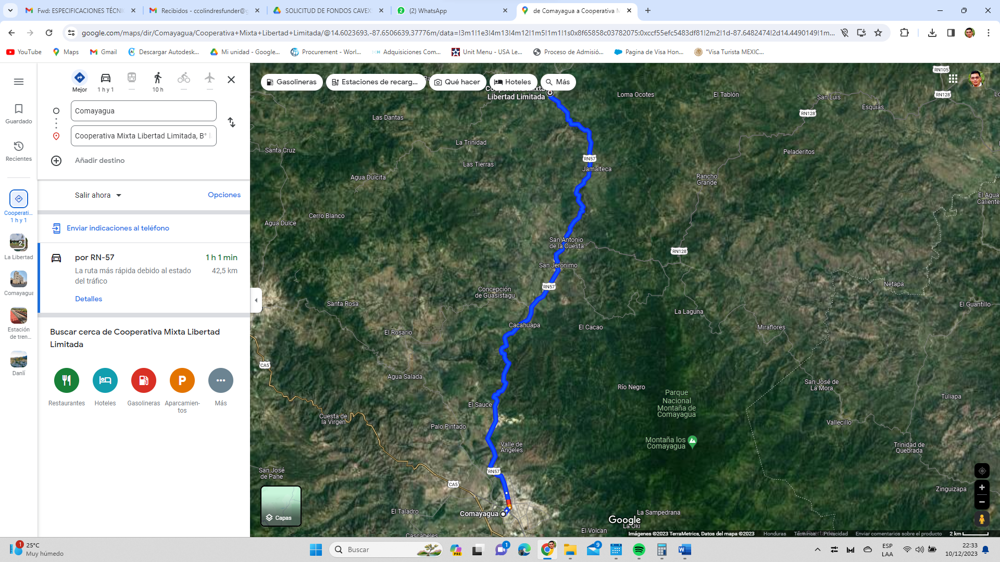 Fwd: ESPECIFICACIONES TÉCNI
Recibidos - ccolindresfunder@g
SOLICITUD DE FONDOS CAVEX
(2) WhatsApp
de Comayagua a Cooperativa M
google.com/maps/dir/Comayagua/Cooperativa+Mixta+Libertad+Limitada/@14.6023693,-87.6506639,37776m/data=!3m1!1e3!4m13!4m12!1m5!1m1!1s0x8f65858c03782075:0xccf55efc5483df81!2m2!1d-87.6482474!2d14.4490149!1m...
YouTube
Maps
Gmail
Descargar Autodesk...
Mi unidad - Google...
Procurement - Worl...
Adquisiciones Com...
Unit Menu - USA Le...
Proceso de Admisió...
Pagina de Visa Hon...
"Visa Turista MEXIC...
Guardado
Recientes
Cooperati...
1 h y 1
2
La Libertad
Comayagua
Estación
de tren...
Danlí
Mejor
1 h y 1
10 h
Comayagua
Cooperativa Mixta Libertad Limitada, B°
Añadir destino
Salir ahora
Opciones
Enviar indicaciones al teléfono
por RN-57
1 h 1 min
La ruta más rápida debido al estado
del tráfico
42,5 km
Detalles
Buscar cerca de Cooperativa Mixta Libertad
Limitada
Restaurantes
Hoteles
Gasolineras
Aparcamien-
tos
Más
Gasolineras
Estaciones de recarg...
Qué hacer
Hoteles
Más
Cooperativa Mixta
Libertad Limitada
RN105
Loma Ocotes
El Tablón
San Luis
RN128
Esquías
RN128
Las Dantas
La Trinidad
Santa Cruz
Peladeritos
RN57
Las Tierras
Jamalteca
Agua Dulcita
Rancho
Grande
El Agua
Caliente
Cerro Blanco
Agua Dulce
San Antonio
de la Cuesta
RN128
San Jerónimo
RN57
Netapa
Concepción
de Guasistagu
Santa Rosa
El Guantillo
La Laguna
Cacahuapa
El Cacao
Miraflores
El Rosario
CA5
Agua Salada
Río Negro
San José de
La Mora
Parque
Nacional
Montaña de
Comayagua
Tuliapa
El Sauce
Cuesta de
la Virgen
Palo Pintado
Vallecillo
Montaña los
Comayagua
Valle de
Angeles
Trinidad de
Quebrada
San José
de Pane
RN57
CA5
Zinguizapa
El Taladro
Comayagua
La Sampedrana
Google
La Oki
El Volcan
Cascabeles
Capas
Imágenes ©2023 TerraMetrics, Datos del mapa ©2023
Honduras
Términos
Privacidad
Enviar comentarios sobre el producto
2 km
1
25°C
Muy húmedo
Buscar
PRE
1
9
ESP
LAA
22:33
10/12/2023